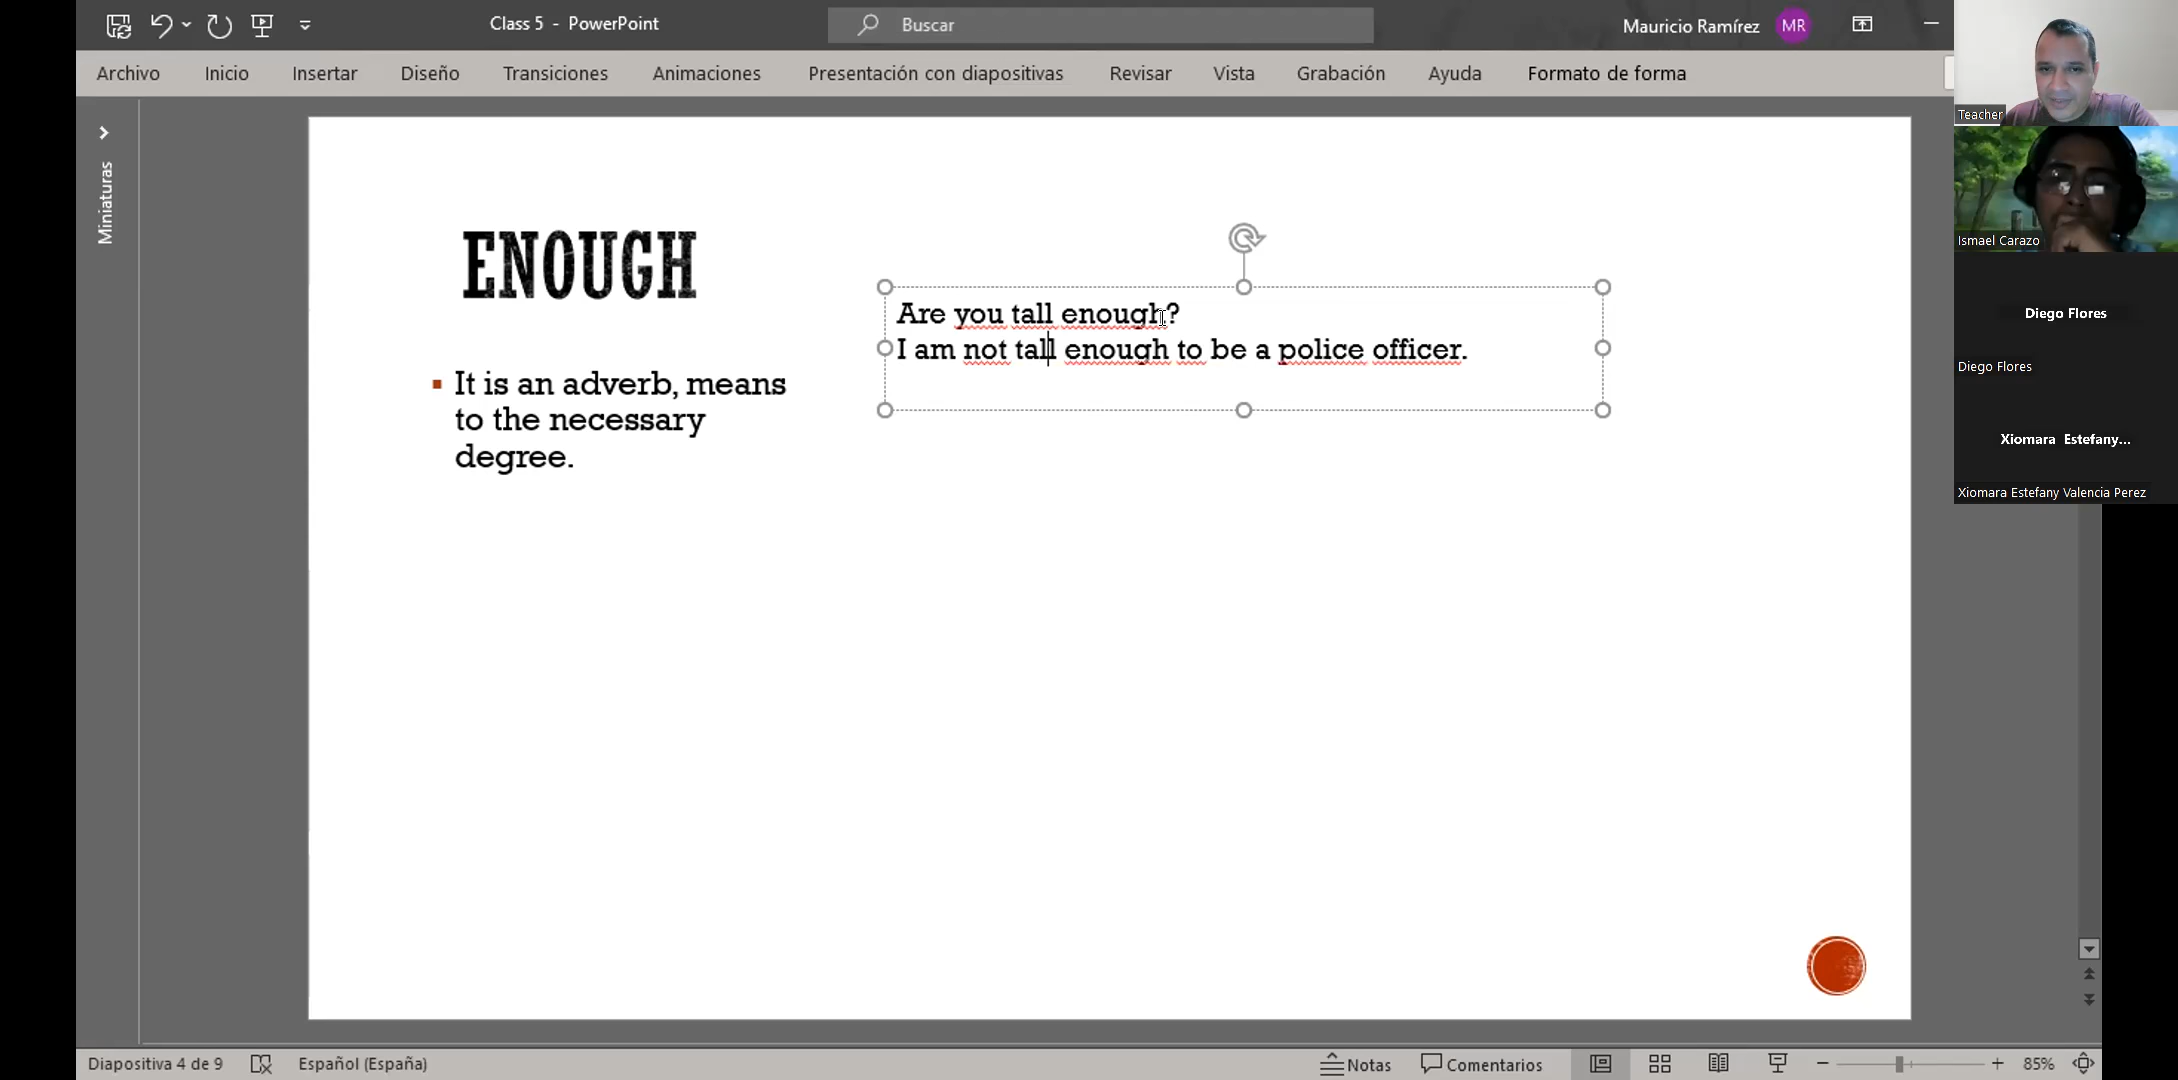 Class 5 - PowerPoint
Buscar
Mauricio Ramírez
MR
Archivo
Inicio
Insertar
Diseño
Transiciones
Animaciones
Presentación con diapositivas
Revisar
Vista
Grabación
Ayuda
Formato de forma
Miniaturas
ENOUGH
It is an adverb, means
to the necessary
degree.
Are you tall enough?
I am not tall enough to be a police officer.
Teacher
Ismael Carazo
Diego Flores
Diego Flores
Xiomara Estefany...
Xiomara Estefany Valencia Perez
Diapositiva 4 de 9
Español (España)
Notas
Comentarios
85%